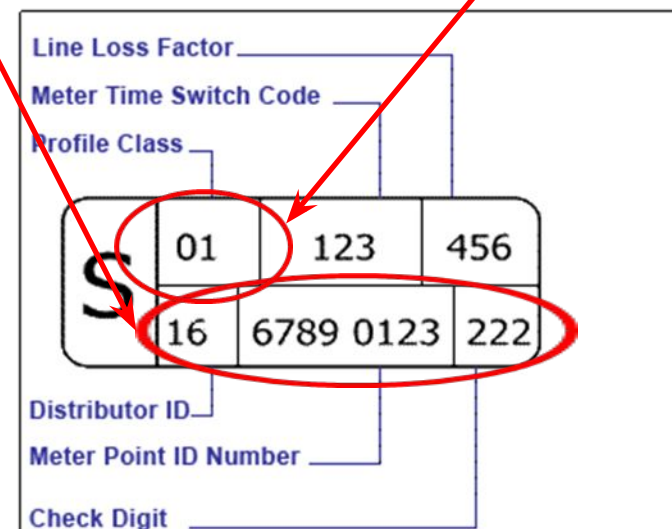 Line Loss Factor
Meter Time Switch Code
Profile Class
S
01 123 456
16 6789 0123 222
Distributor ID
Meter Point ID Number
Check Digit